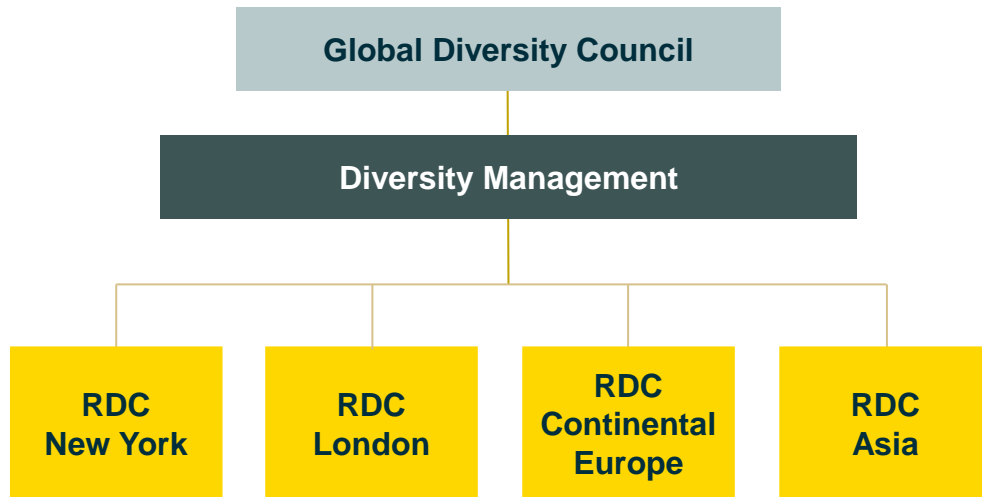 Global Diversity Council
Diversity Management
RDC
New York
RDC
London
RDC
Continental
Europe
RDC
Asia